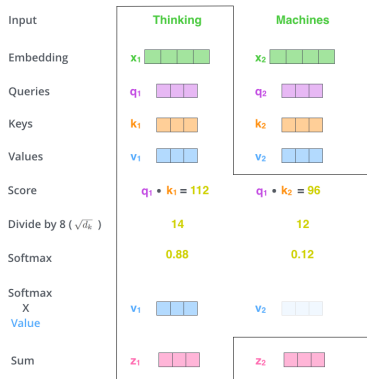 Input Thinking Machines
Embedding x₁ x₂
Queries q₁ q₂
Keys k₁ k₂
Values v₁ v₂
Score q₁ • k₁ = 112 q₁ • k₂ = 96
Divide by 8 ( √dₖ ) 14 12
Softmax 0.88 0.12
Softmax
X
Value v₁ v₂
Sum z₁ z₂